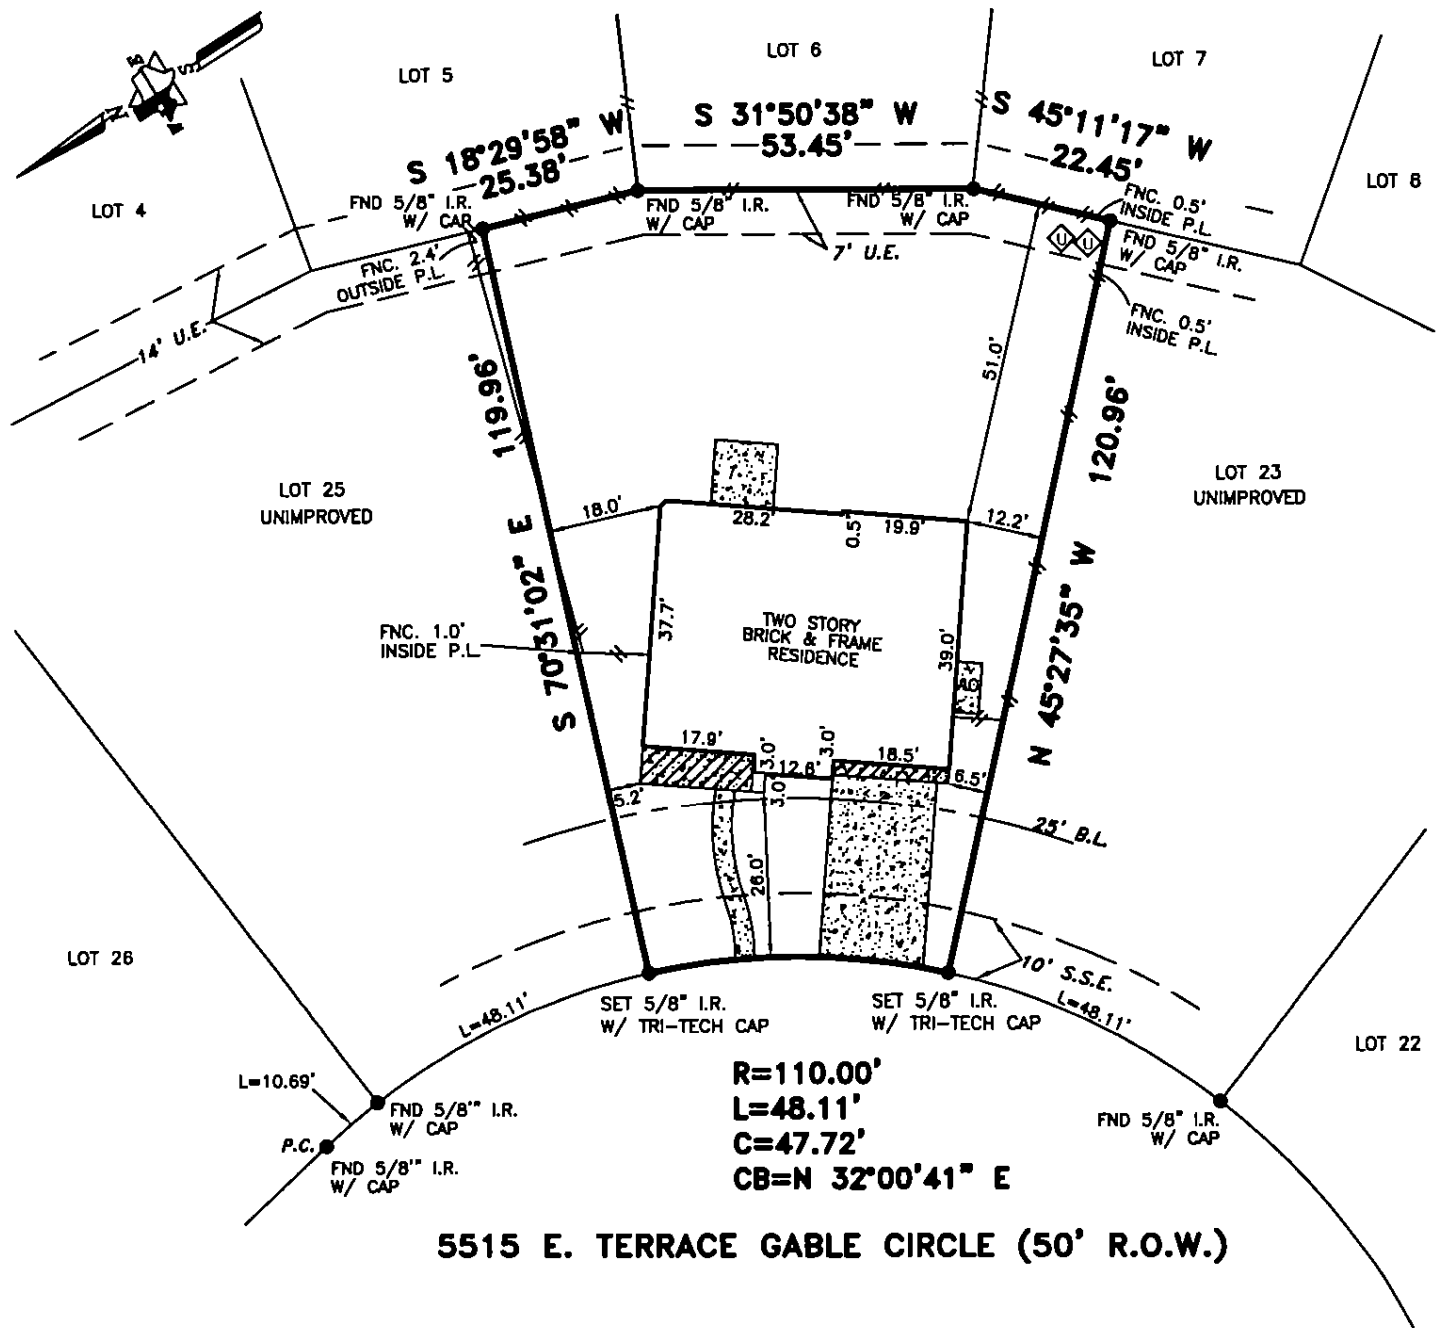 LOT 5
LOT 6
LOT 7
N
S
LOT 4
LOT 8
S 18°29'58" W
25.38'
S 31°50'38" W
53.45'
S 45°11'17" W
22.45'
FND 5/8" I.R.
W/ CAP
FND 5/8" I.R.
W/ CAP
FND 5/8" I.R.
W/ CAP
FNC. 0.5'
INSIDE P.L.
U
U
FND 5/8" I.R.
W/ CAP
FNC. 2.4'
OUTSIDE P.L.
7' U.E.
14' U.E.
FNC. 0.5'
INSIDE P.L.
119.96'
51.0'
120.96'
LOT 25
UNIMPROVED
LOT 23
UNIMPROVED
18.0'
28.2
0.5'
19.9'
12.2'
S 70°31'02" E
N 45°27'35" W
37.7'
39.0'
TWO STORY
BRICK & FRAME
RESIDENCE
FNC. 1.0'
INSIDE P.L.
17.9'
3.0'
12.6'
3.0'
18.5'
6.5'
5.2'
3.0'
25' B.L.
26.0'
LOT 26
10' S.S.E.
L=48.11'
L=48.11'
SET 5/8" I.R.
W/ TRI-TECH CAP
SET 5/8" I.R.
W/ TRI-TECH CAP
LOT 22
L=10.69'
FND 5/8'" I.R.
W/ CAP
P.C.
FND 5/8'" I.R.
W/ CAP
FND 5/8" I.R.
W/ CAP
R=110.00'
L=48.11'
C=47.72'
CB=N 32°00'41" E
5515 E. TERRACE GABLE CIRCLE (50' R.O.W.)